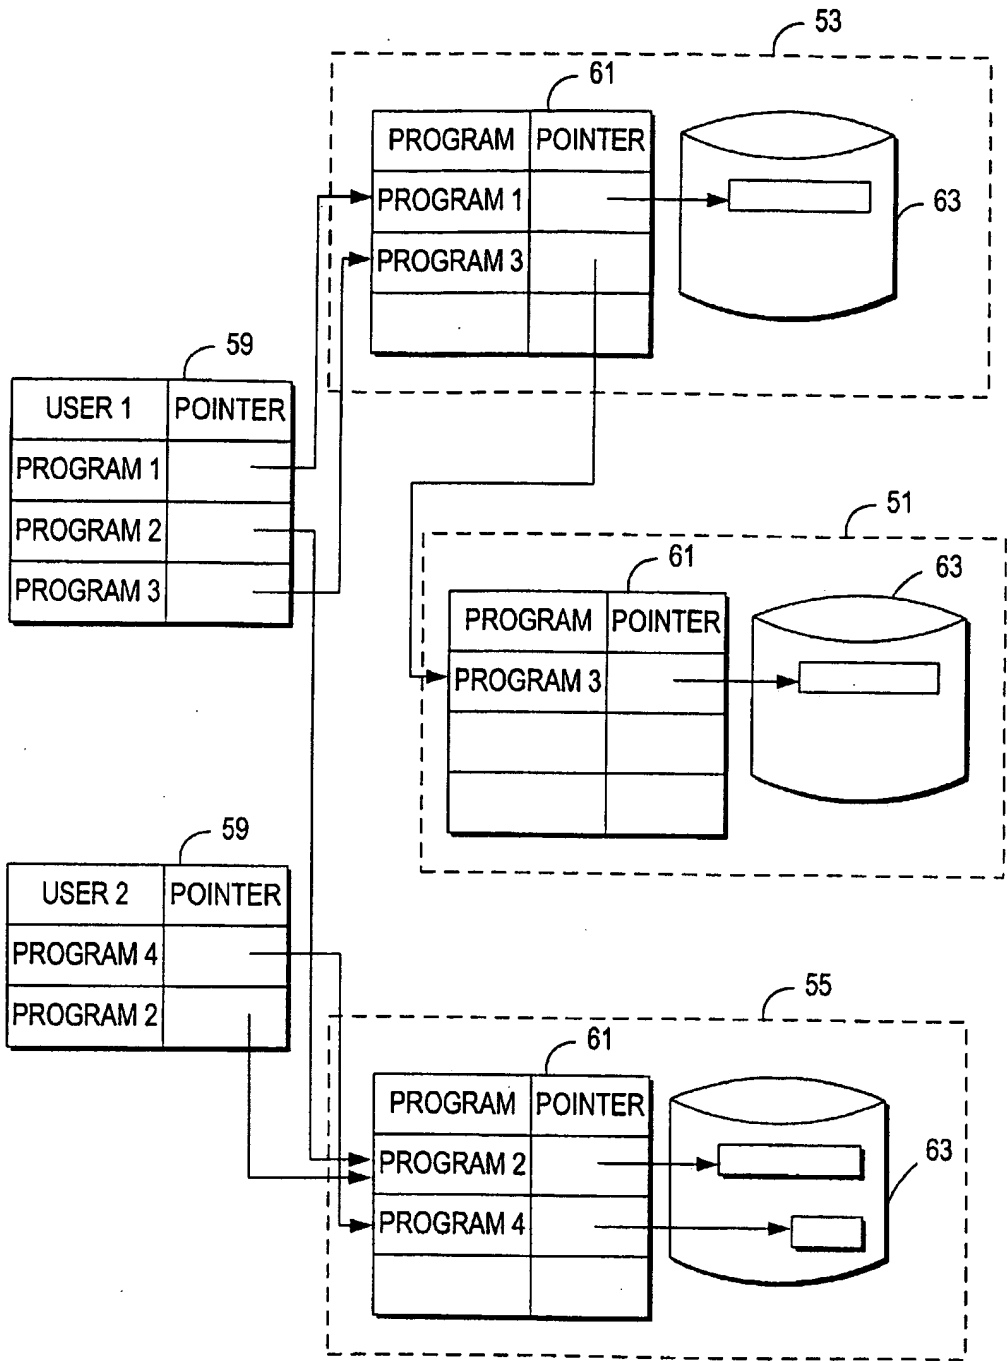 53
61
PROGRAM POINTER
PROGRAM 1
63
PROGRAM 3
59
USER 1 POINTER
PROGRAM 1
PROGRAM 2
PROGRAM 3
51
61
63
PROGRAM POINTER
PROGRAM 3
59
USER 2 POINTER
PROGRAM 4
PROGRAM 2
55
61
PROGRAM POINTER
PROGRAM 2
63
PROGRAM 4